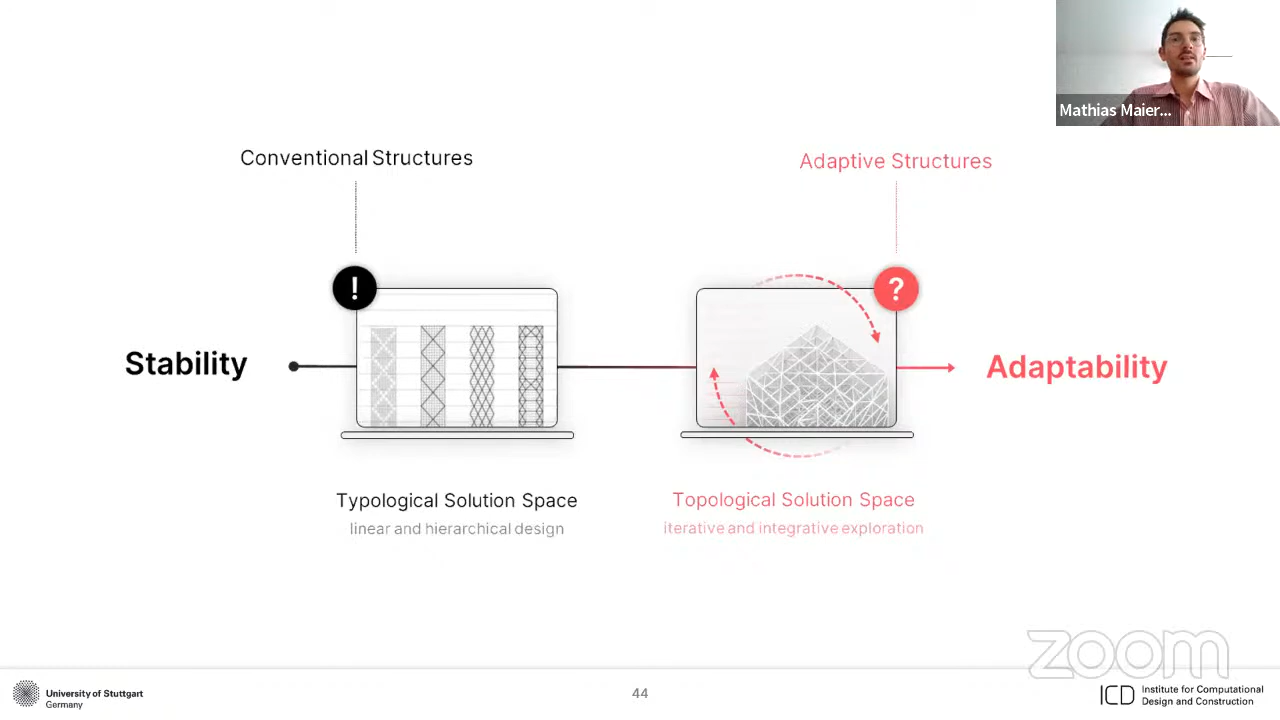 Mathias Maier...
Conventional Structures
Adaptive Structures
!
?
Stability
Adaptability
Typological Solution Space
linear and hierarchical design
Topological Solution Space
iterative and integrative exploration
zoom
University of Stuttgart
Germany
44
ICD
Institute for Computational
Design and Construction